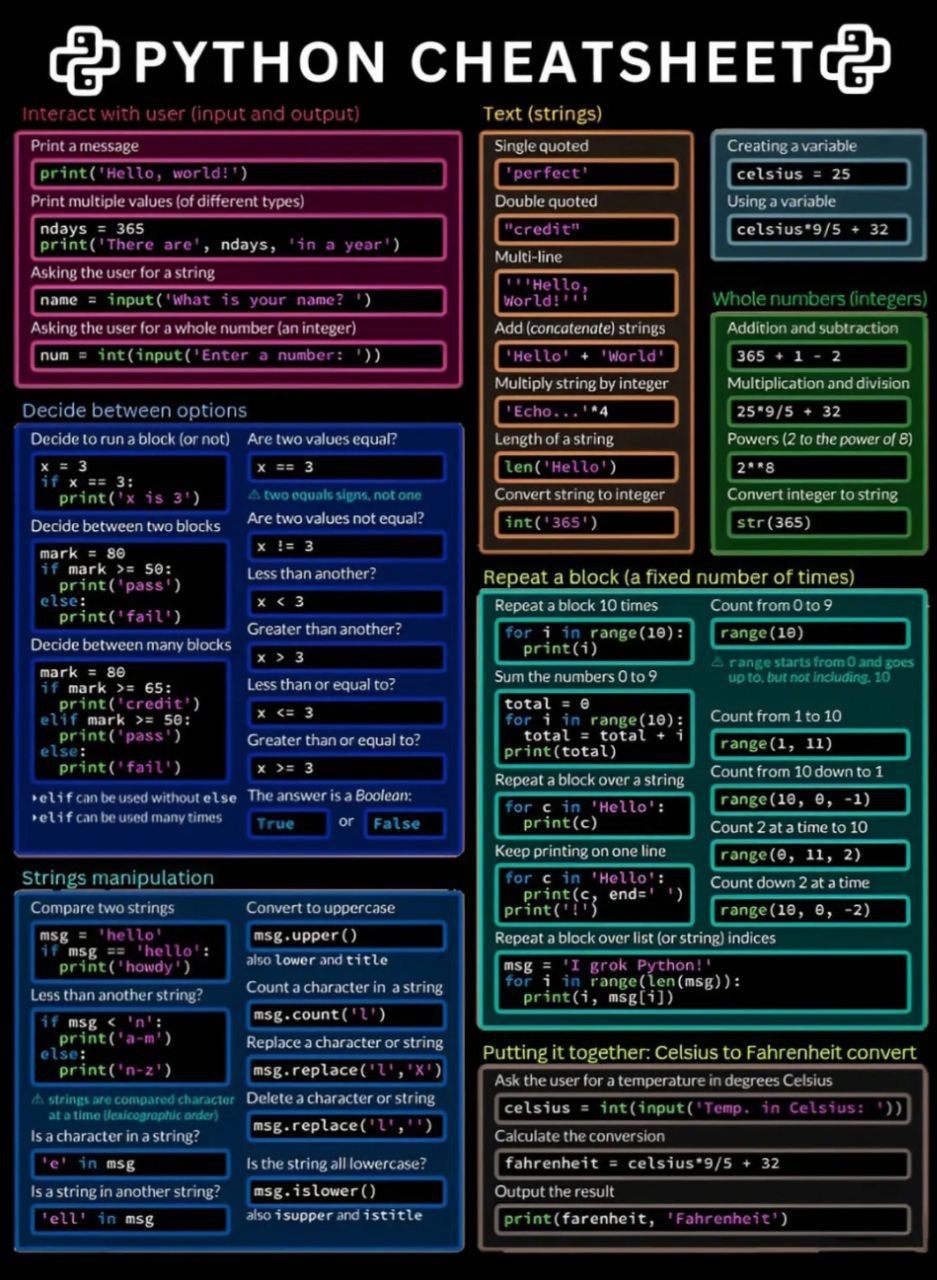 PYTHON CHEATSHEET
Interact with user (input and output)
Print a message
print('Hello, world!')
Print multiple values (of different types)
ndays = 365
print('There are', ndays, 'in a year')
Asking the user for a string
name = input('What is your name? ')
Asking the user for a whole number (an integer)
num = int(input('Enter a number: '))
Decide between options
Decide to run a block (or not)
x = 3
if x == 3:
  print('x is 3')
Decide between two blocks
mark = 80
if mark >= 50:
  print('pass')
else:
  print('fail')
Decide between many blocks
mark = 80
if mark >= 65:
  print('credit')
elif mark >= 50:
  print('pass')
else:
  print('fail')
‣elif can be used without else
‣elif can be used many times
Are two values equal?
x == 3
⚠ two equals signs, not one
Are two values not equal?
x != 3
Less than another?
x < 3
Greater than another?
x > 3
Less than or equal to?
x <= 3
Greater than or equal to?
x >= 3
The answer is a Boolean:
True or False
Strings manipulation
Compare two strings
msg = 'hello'
if msg == 'hello':
  print('howdy')
Less than another string?
if msg < 'n':
  print('a-m')
else:
  print('n-z')
⚠ strings are compared character
at a time (lexicographic order)
Is a character in a string?
'e' in msg
Is a string in another string?
'ell' in msg
Convert to uppercase
msg.upper()
also lower and title
Count a character in a string
msg.count('l')
Replace a character or string
msg.replace('l','X')
Delete a character or string
msg.replace('l','')
Is the string all lowercase?
msg.islower()
also isupper and istitle
Text (strings)
Single quoted
'perfect'
Double quoted
"credit"
Multi-line
'''Hello,
World!'''
Add (concatenate) strings
'Hello' + 'World'
Multiply string by integer
'Echo...'*4
Length of a string
len('Hello')
Convert string to integer
int('365')
Creating a variable
celsius = 25
Using a variable
celsius*9/5 + 32
Whole numbers (integers)
Addition and subtraction
365 + 1 - 2
Multiplication and division
25*9/5 + 32
Powers (2 to the power of 8)
2**8
Convert integer to string
str(365)
Repeat a block (a fixed number of times)
Repeat a block 10 times
for i in range(10):
  print(i)
Sum the numbers 0 to 9
total = 0
for i in range(10):
  total = total + i
print(total)
Repeat a block over a string
for c in 'Hello':
  print(c)
Keep printing on one line
for c in 'Hello':
  print(c, end=' ')
print('!')
Count from 0 to 9
range(10)
⚠ range starts from 0 and goes
up to, but not including, 10
Count from 1 to 10
range(1, 11)
Count from 10 down to 1
range(10, 0, -1)
Count 2 at a time to 10
range(0, 11, 2)
Count down 2 at a time
range(10, 0, -2)
Repeat a block over list (or string) indices
msg = 'I grok Python!'
for i in range(len(msg)):
  print(i, msg[i])
Putting it together: Celsius to Fahrenheit convert
Ask the user for a temperature in degrees Celsius
celsius = int(input('Temp. in Celsius: '))
Calculate the conversion
fahrenheit = celsius*9/5 + 32
Output the result
print(farenheit, 'Fahrenheit')